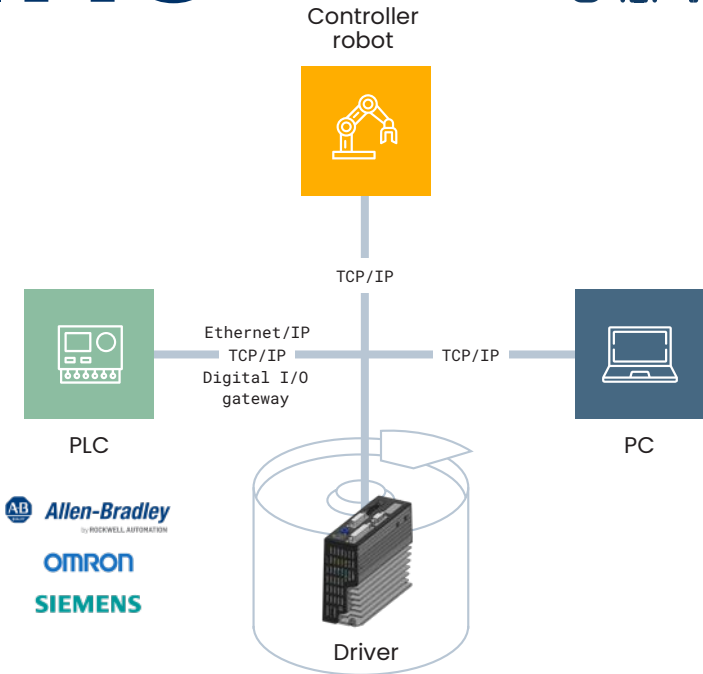 Controller
robot
TCP/IP
Ethernet/IP
TCP/IP
Digital I/O
gateway
TCP/IP
PLC
PC
AB Allen-Bradley
by ROCKWELL AUTOMATION
OMRON
SIEMENS
Driver